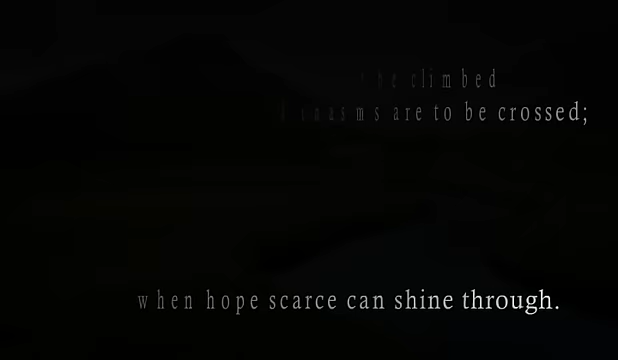 be climbed
chasms are to be crossed;
when hope scarce can shine through.